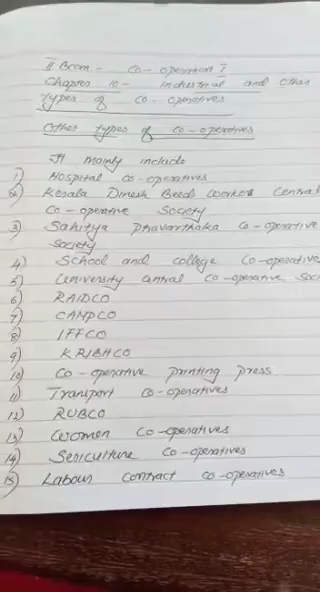 II Bcom - Co-operation I
Chapter 10 - Industrial and Other
types of Co-operatives
Other types of Co-operatives
It mainly include
1) Hospital Co-operatives
2) Kerala Dinesh Beedi workers Central
Co-operative Society
3) Sahitya Pravarthaka Co-operative
Society
4) School and college Co-operative
5) University Central Co-operative Soci
6) RAIDCO
7) CAMPCO
8) IFFCO
9) KRIBHCO
10) Co-operative printing press
11) Transport Co-operatives
12) RUBCO
13) Women Co-operatives
14) Sericulture Co-operatives
15) Labour Contract Co-operatives